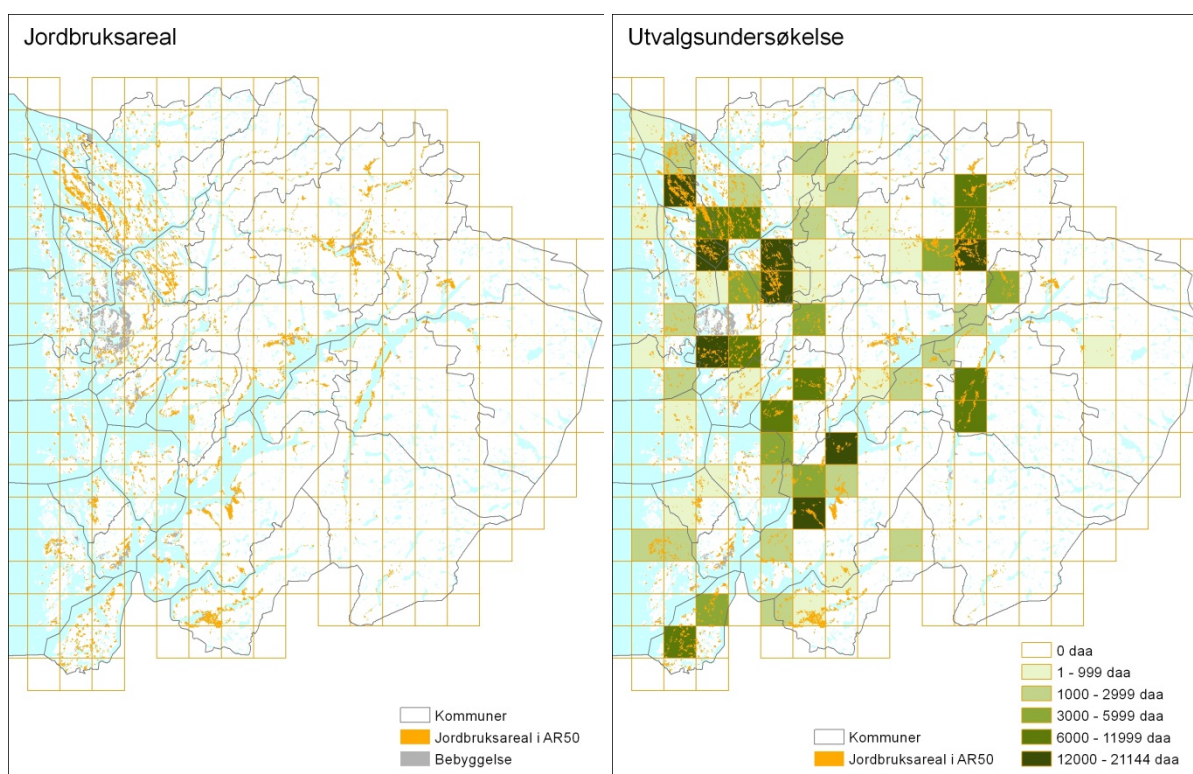 Jordbruksareal
Kommuner
Jordbruksareal i AR50
Bebyggelse
Utvalgsundersøkelse
Kommuner
Jordbruksareal i AR50
0 daa
1 - 999 daa
1000 - 2999 daa
3000 - 5999 daa
6000 - 11999 daa
12000 - 21144 daa